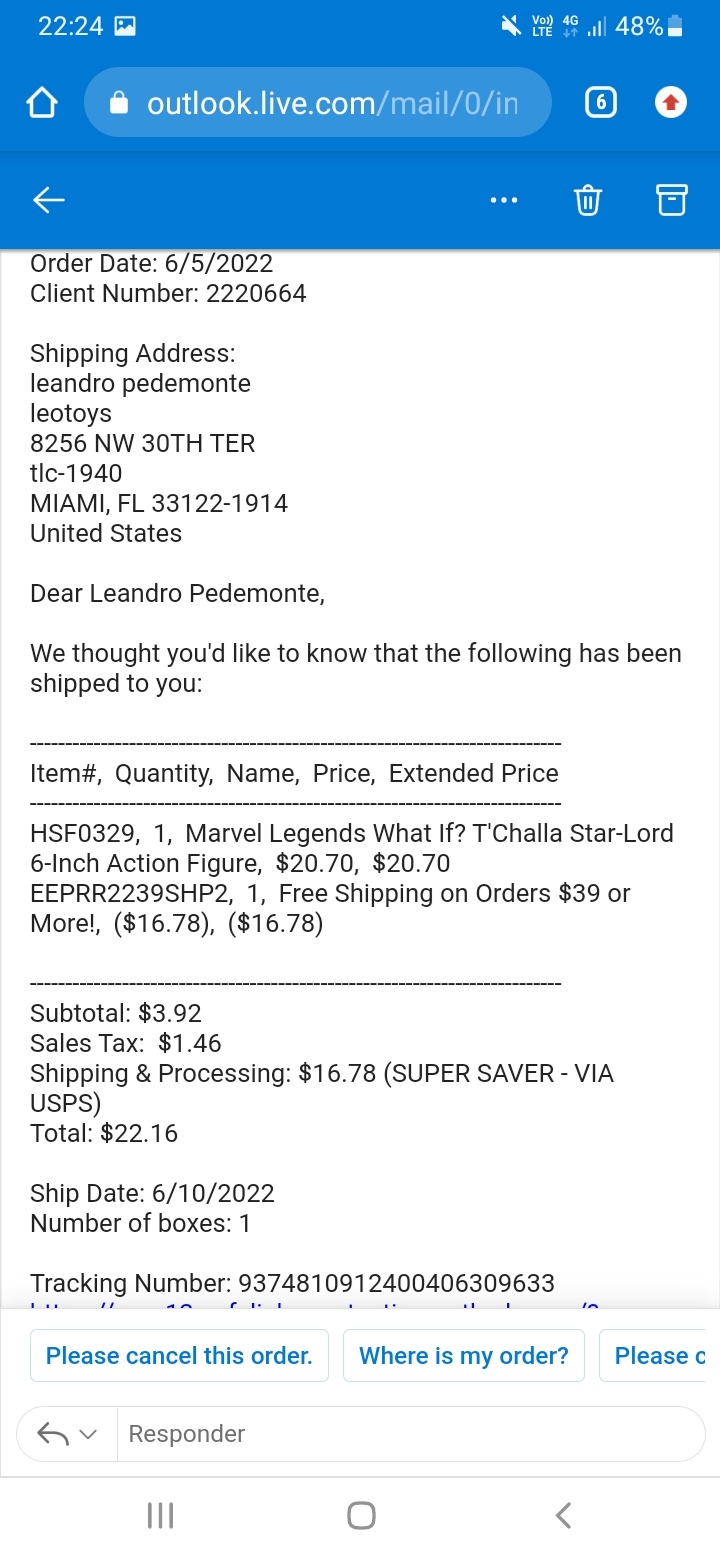 22:24
Vo)) LTE 4G 48%
outlook.live.com/mail/0/in
6
Order Date: 6/5/2022
Client Number: 2220664
Shipping Address:
leandro pedemonte
leotoys
8256 NW 30TH TER
tlc-1940
MIAMI, FL 33122-1914
United States
Dear Leandro Pedemonte,
We thought you'd like to know that the following has been
shipped to you:
----------------------------------------------------------------------------
Item#,  Quantity,  Name,  Price,  Extended Price
----------------------------------------------------------------------------
HSF0329,  1,  Marvel Legends What If? T'Challa Star-Lord
6-Inch Action Figure,  $20.70,  $20.70
EEPRR2239SHP2,  1,  Free Shipping on Orders $39 or
More!,  ($16.78),  ($16.78)
----------------------------------------------------------------------------
Subtotal: $3.92
Sales Tax:  $1.46
Shipping & Processing: $16.78 (SUPER SAVER - VIA
USPS)
Total: $22.16
Ship Date: 6/10/2022
Number of boxes: 1
Tracking Number: 9374810912400406309633
Please cancel this order.
Where is my order?
Please
Responder